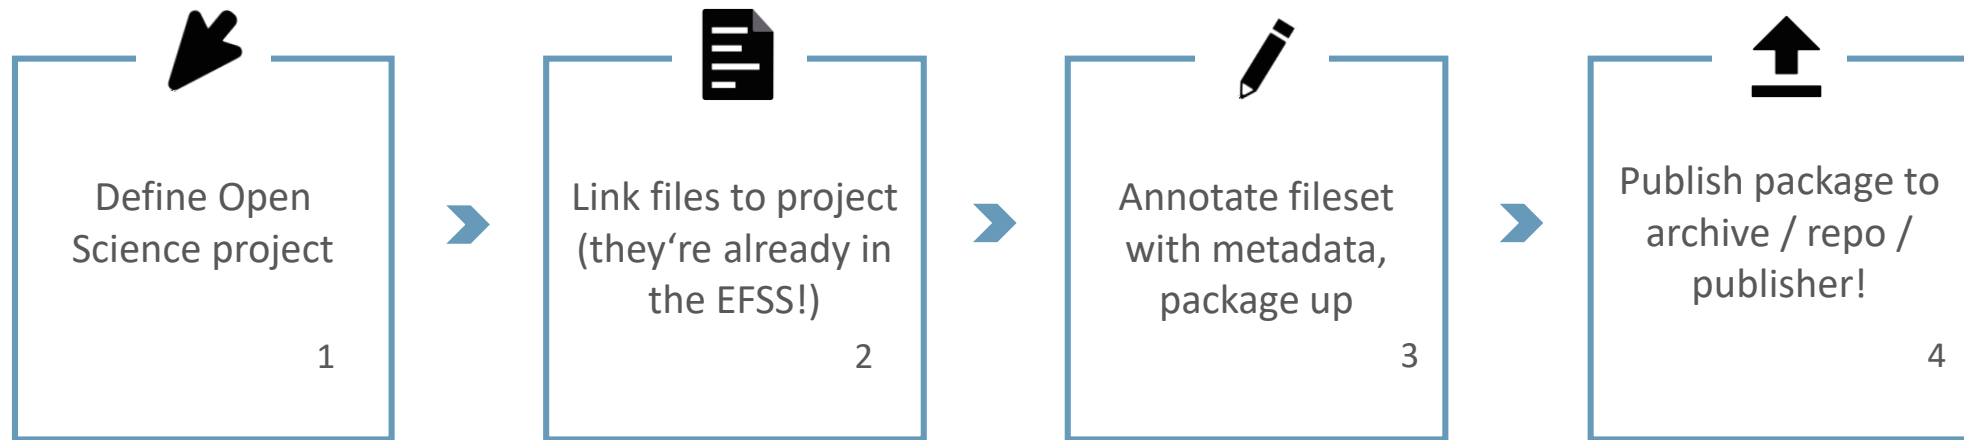 Define Open
Science project
1
Link files to project
(they‘re already in
the EFSS!)
2
Annotate fileset
with metadata,
package up
3
Publish package to
archive / repo /
publisher!
4